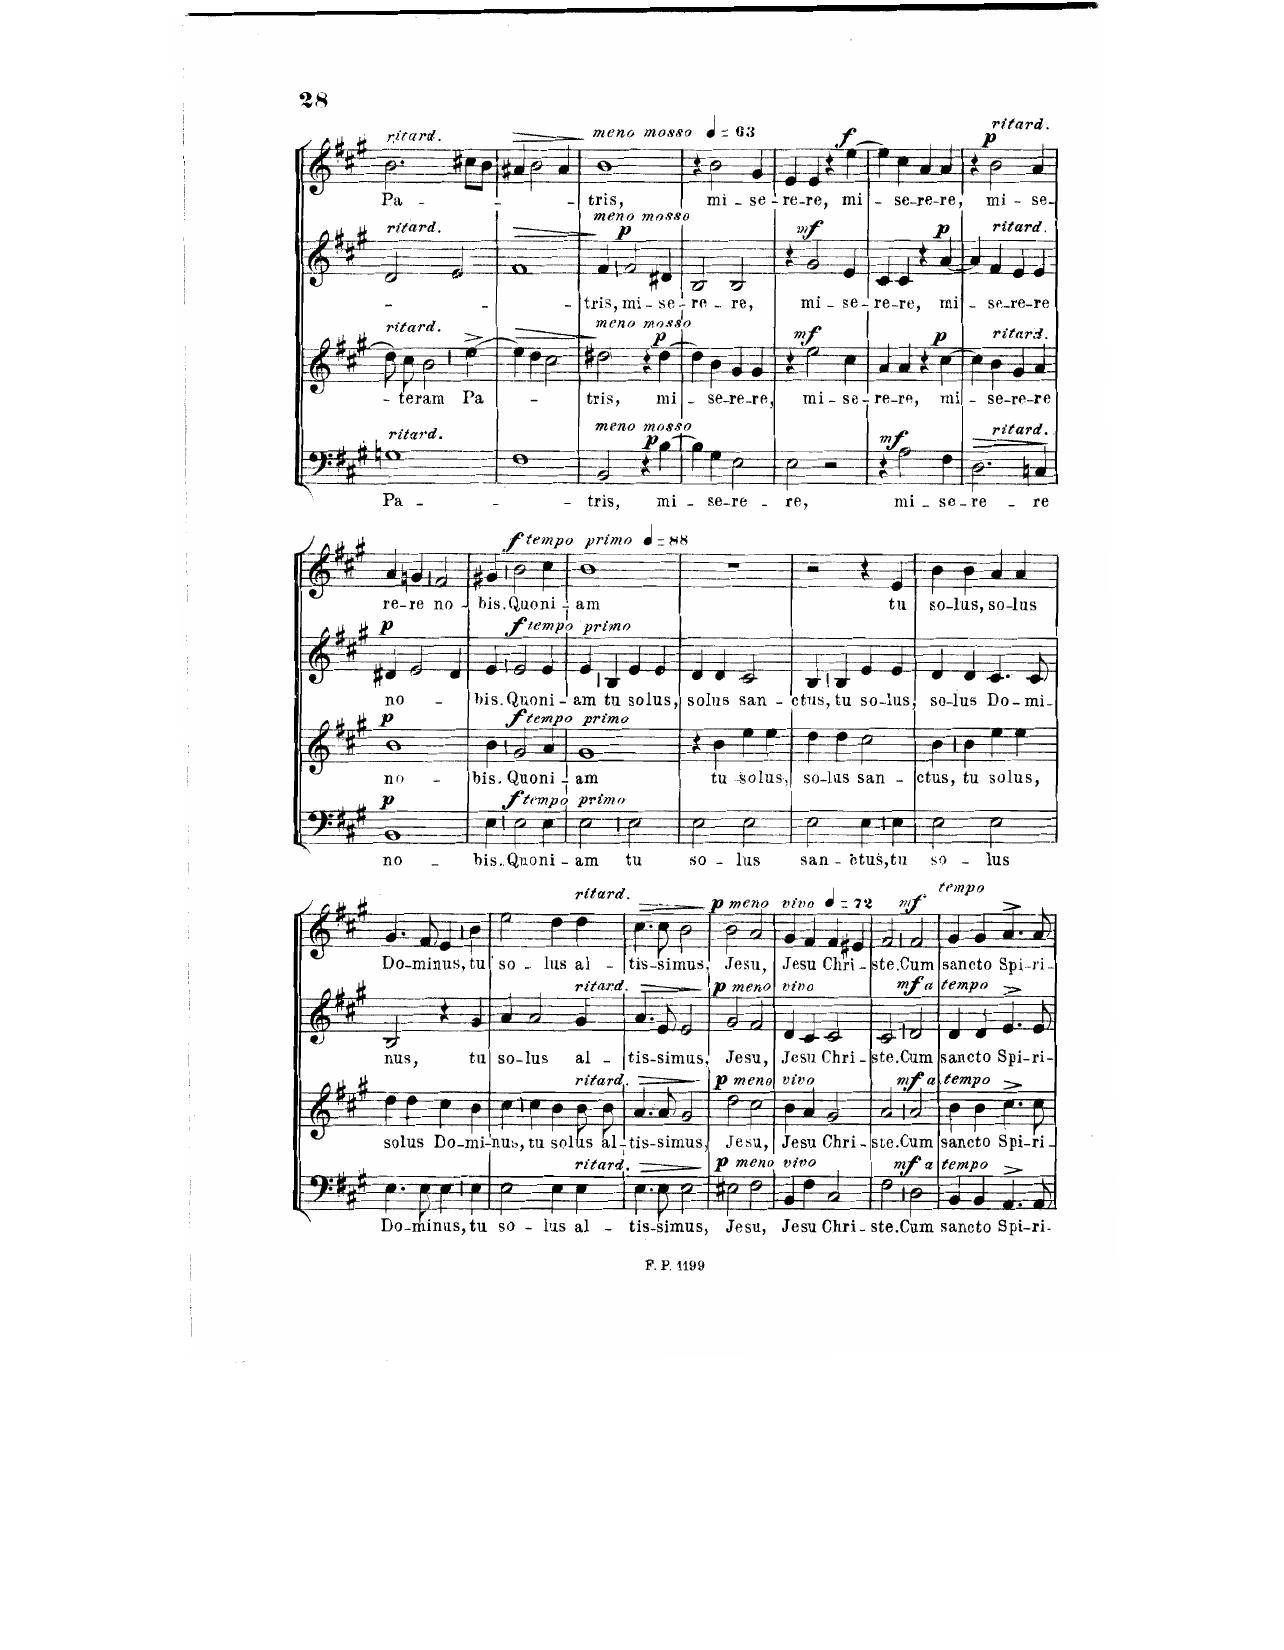 28
ritard. meno mosso ♩=63 f p ritard.
Pa - - - - tris, mi - se - re-re, mi - se-re-re, mi - se-
ritard. meno mosso p mf p ritard.
- - - tris, mi - se - re - re, mi - se - re-re, mi - se-re-re
ritard. meno mosso p mf p ritard.
- teram Pa - tris, mi - se-re-re, mi - se - re-re, mi - se-re-re
ritard. meno mosso p mf ritard.
Pa - - - tris, mi - se-re - re, mi - se-re - re
f tempo primo ♩=88
re-re no - bis. Quoni - am tu so-lus, so-lus
p f tempo primo
no - bis. Quoni - am tu solus, solus san - ctus, tu so-lus, so-lus Do-mi-
p f tempo primo
no - bis. Quoni - am tu solus, so-lus san - ctus, tu solus,
p f tempo primo
no - bis. Quoni - am tu so - lus san - ctus, tu so - lus
ritard. p meno vivo ♩=72 mf tempo
Do-minus, tu so - lus al - tis-simus, Jesu, Jesu Chri - ste. Cum sancto Spi-ri-
ritard. p meno vivo mf a tempo
nus, tu so-lus al - tis-simus, Jesu, Jesu Chri - ste. Cum sancto Spi-ri-
ritard. p meno vivo mf a tempo
solus Do-mi-nus, tu solus al-tis-simus, Jesu, Jesu Chri - ste. Cum sancto Spi-ri-
ritard. p meno vivo mf a tempo
Do-minus, tu so - lus al - tis-simus, Jesu, Jesu Chri - ste. Cum sancto Spi-ri-
F. P. 1199